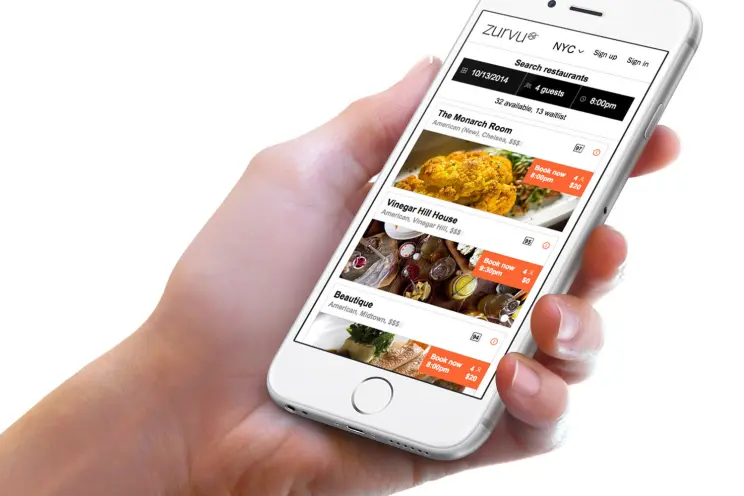 zurvu
NYC
Sign up
Sign in
Search restaurants
10/13/2014
4 guests
8:00pm
32 available, 13 waitlist
The Monarch Room
American (New), Chelsea, $$$
97
Book now 4
8:00pm $20
Vinegar Hill House
American, Vinegar Hill, $$$
95
Book now 4
8:30pm $0
Beautique
American, Midtown, $$$
94
Book now 4
8:00pm $20